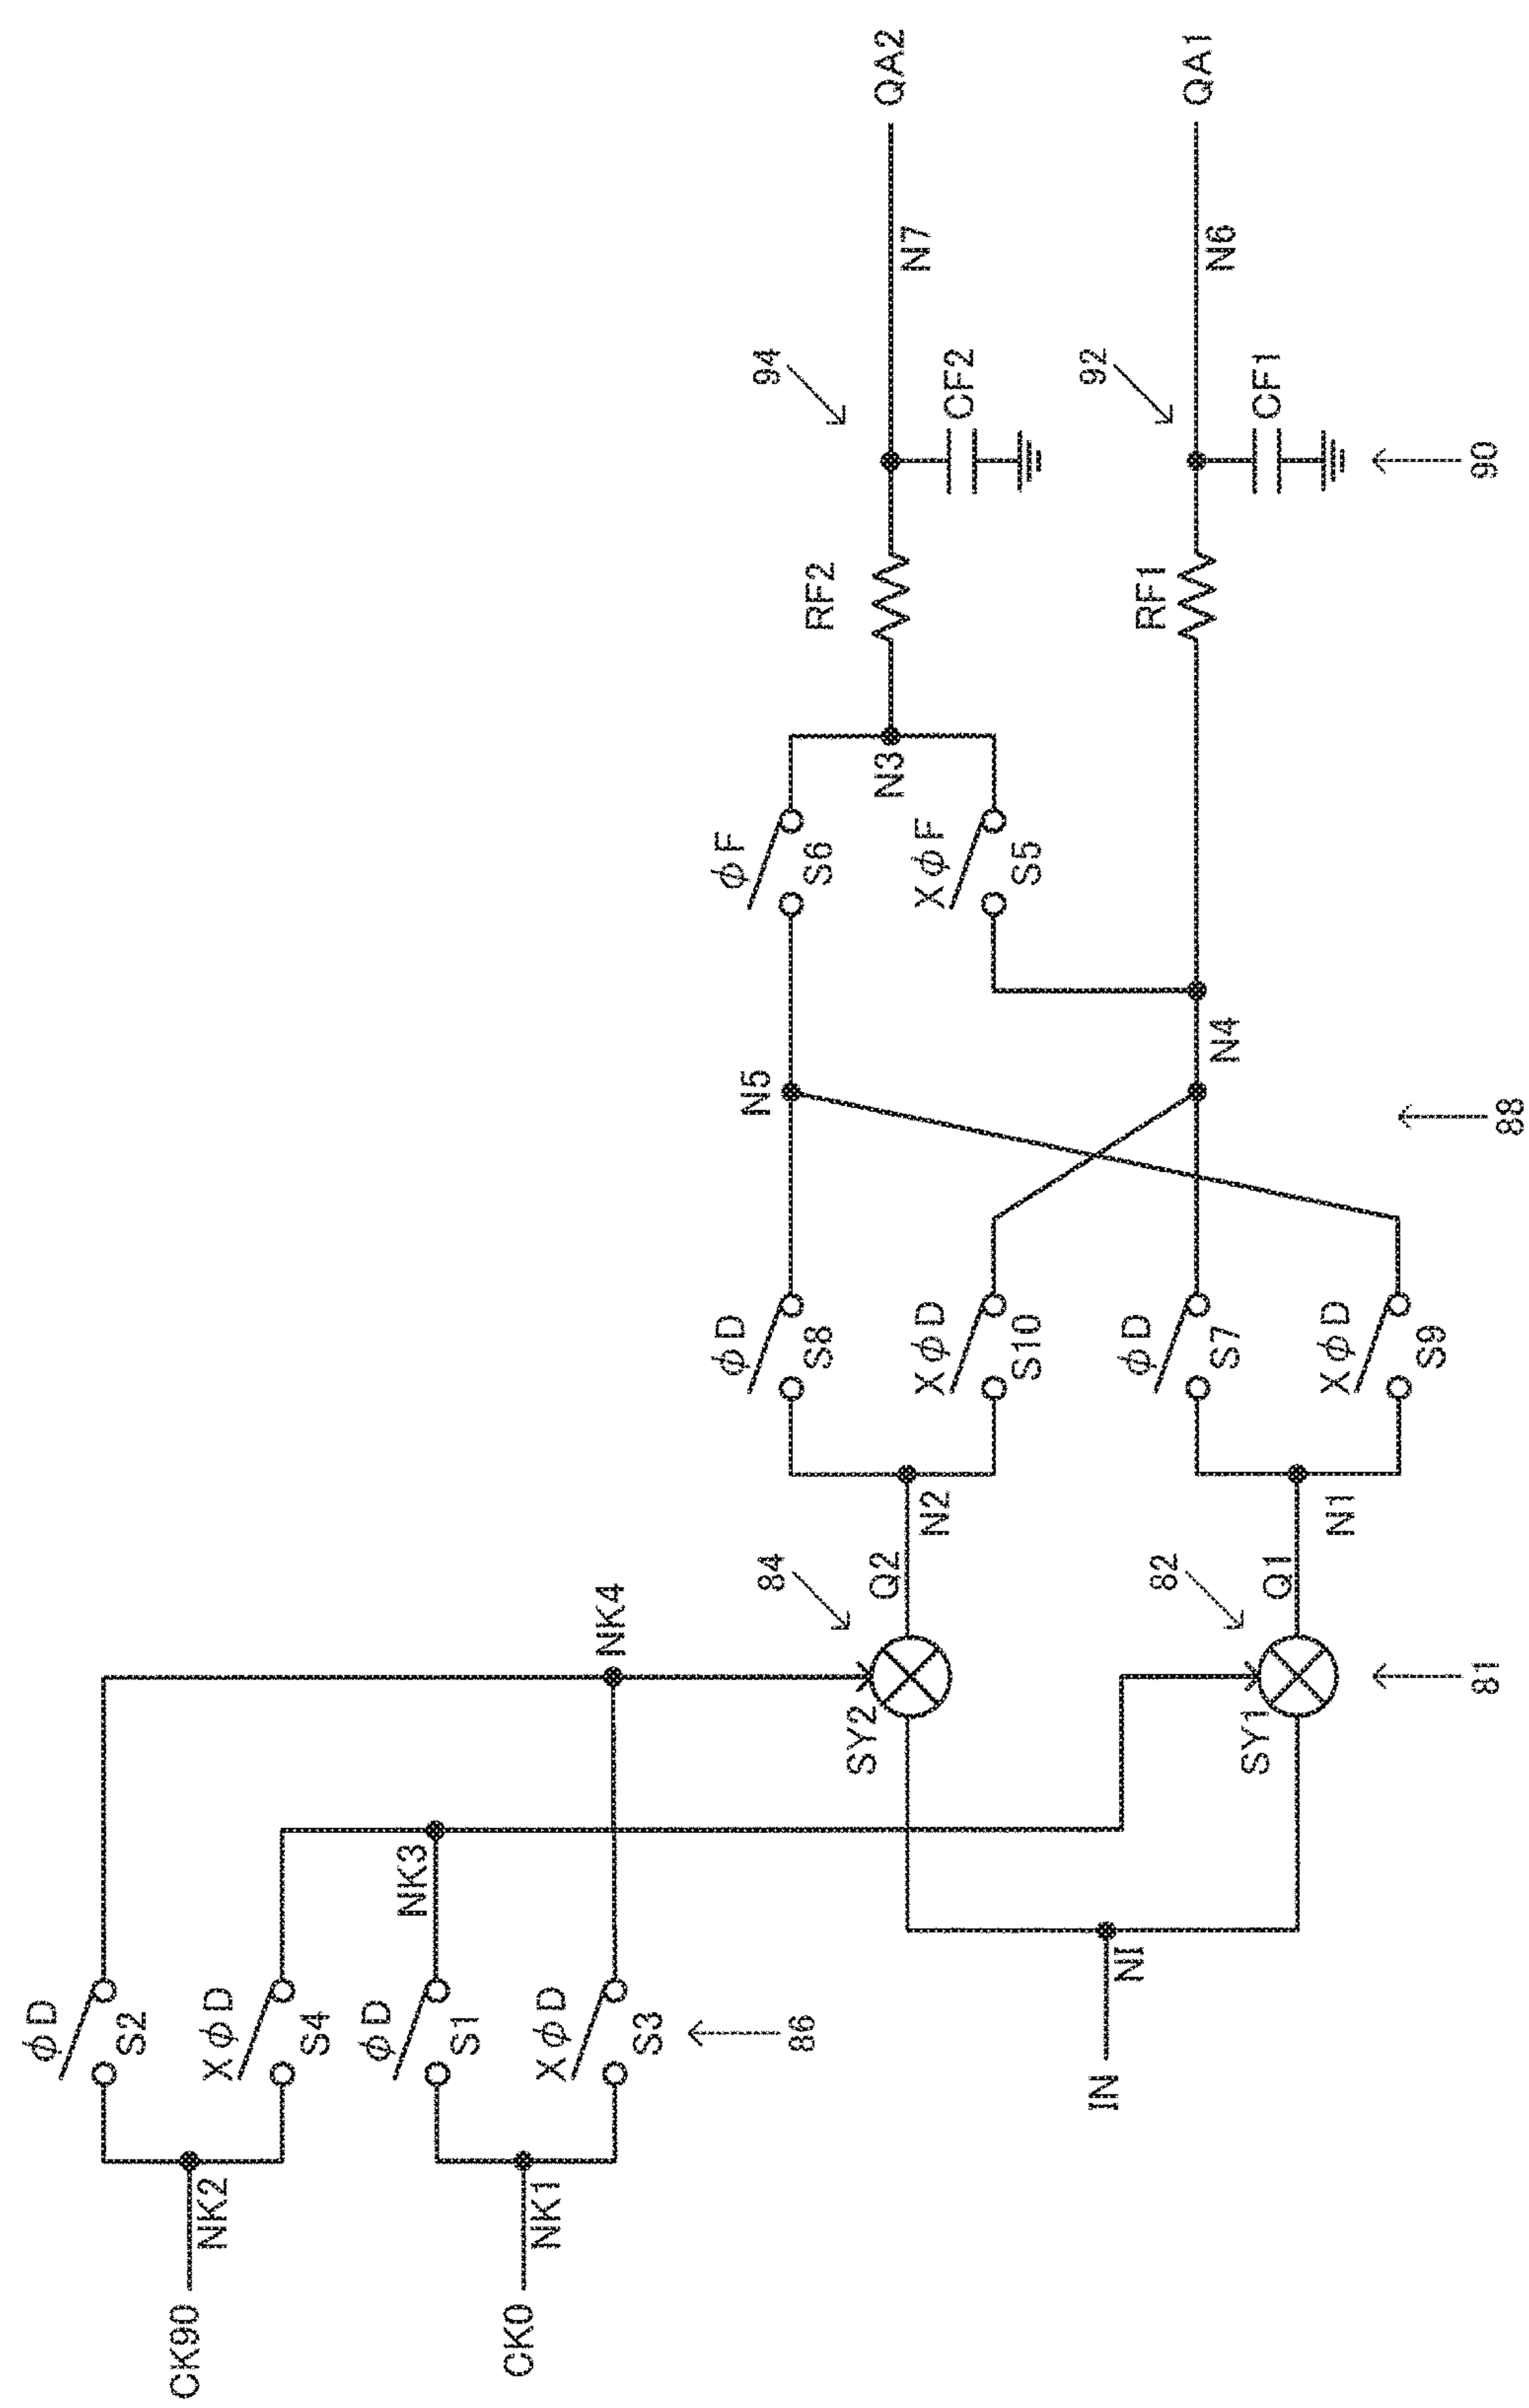 CK90
NK2
φD
S2
XφD
S4
CK0
NK1
φD
S1
XφD
S3
86
NK3
NK4
IN
NI
SY2
84
Q2
N2
SY1
82
Q1
N1
81
φD
S8
XφD
S10
φD
S7
XφD
S9
N5
N4
88
φF
S6
XφF
S5
N3
RF2
94
CF2
N7
QA2
RF1
92
CF1
90
N6
QA1